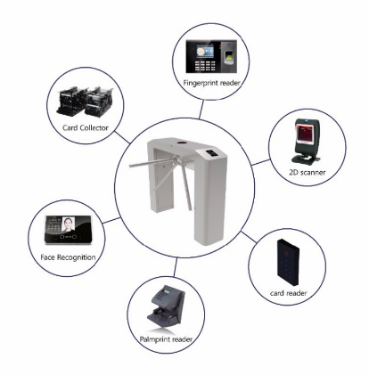 Fingerprint reader
Card Collector
2D scanner
Face Recognition
card reader
Palmprint reader